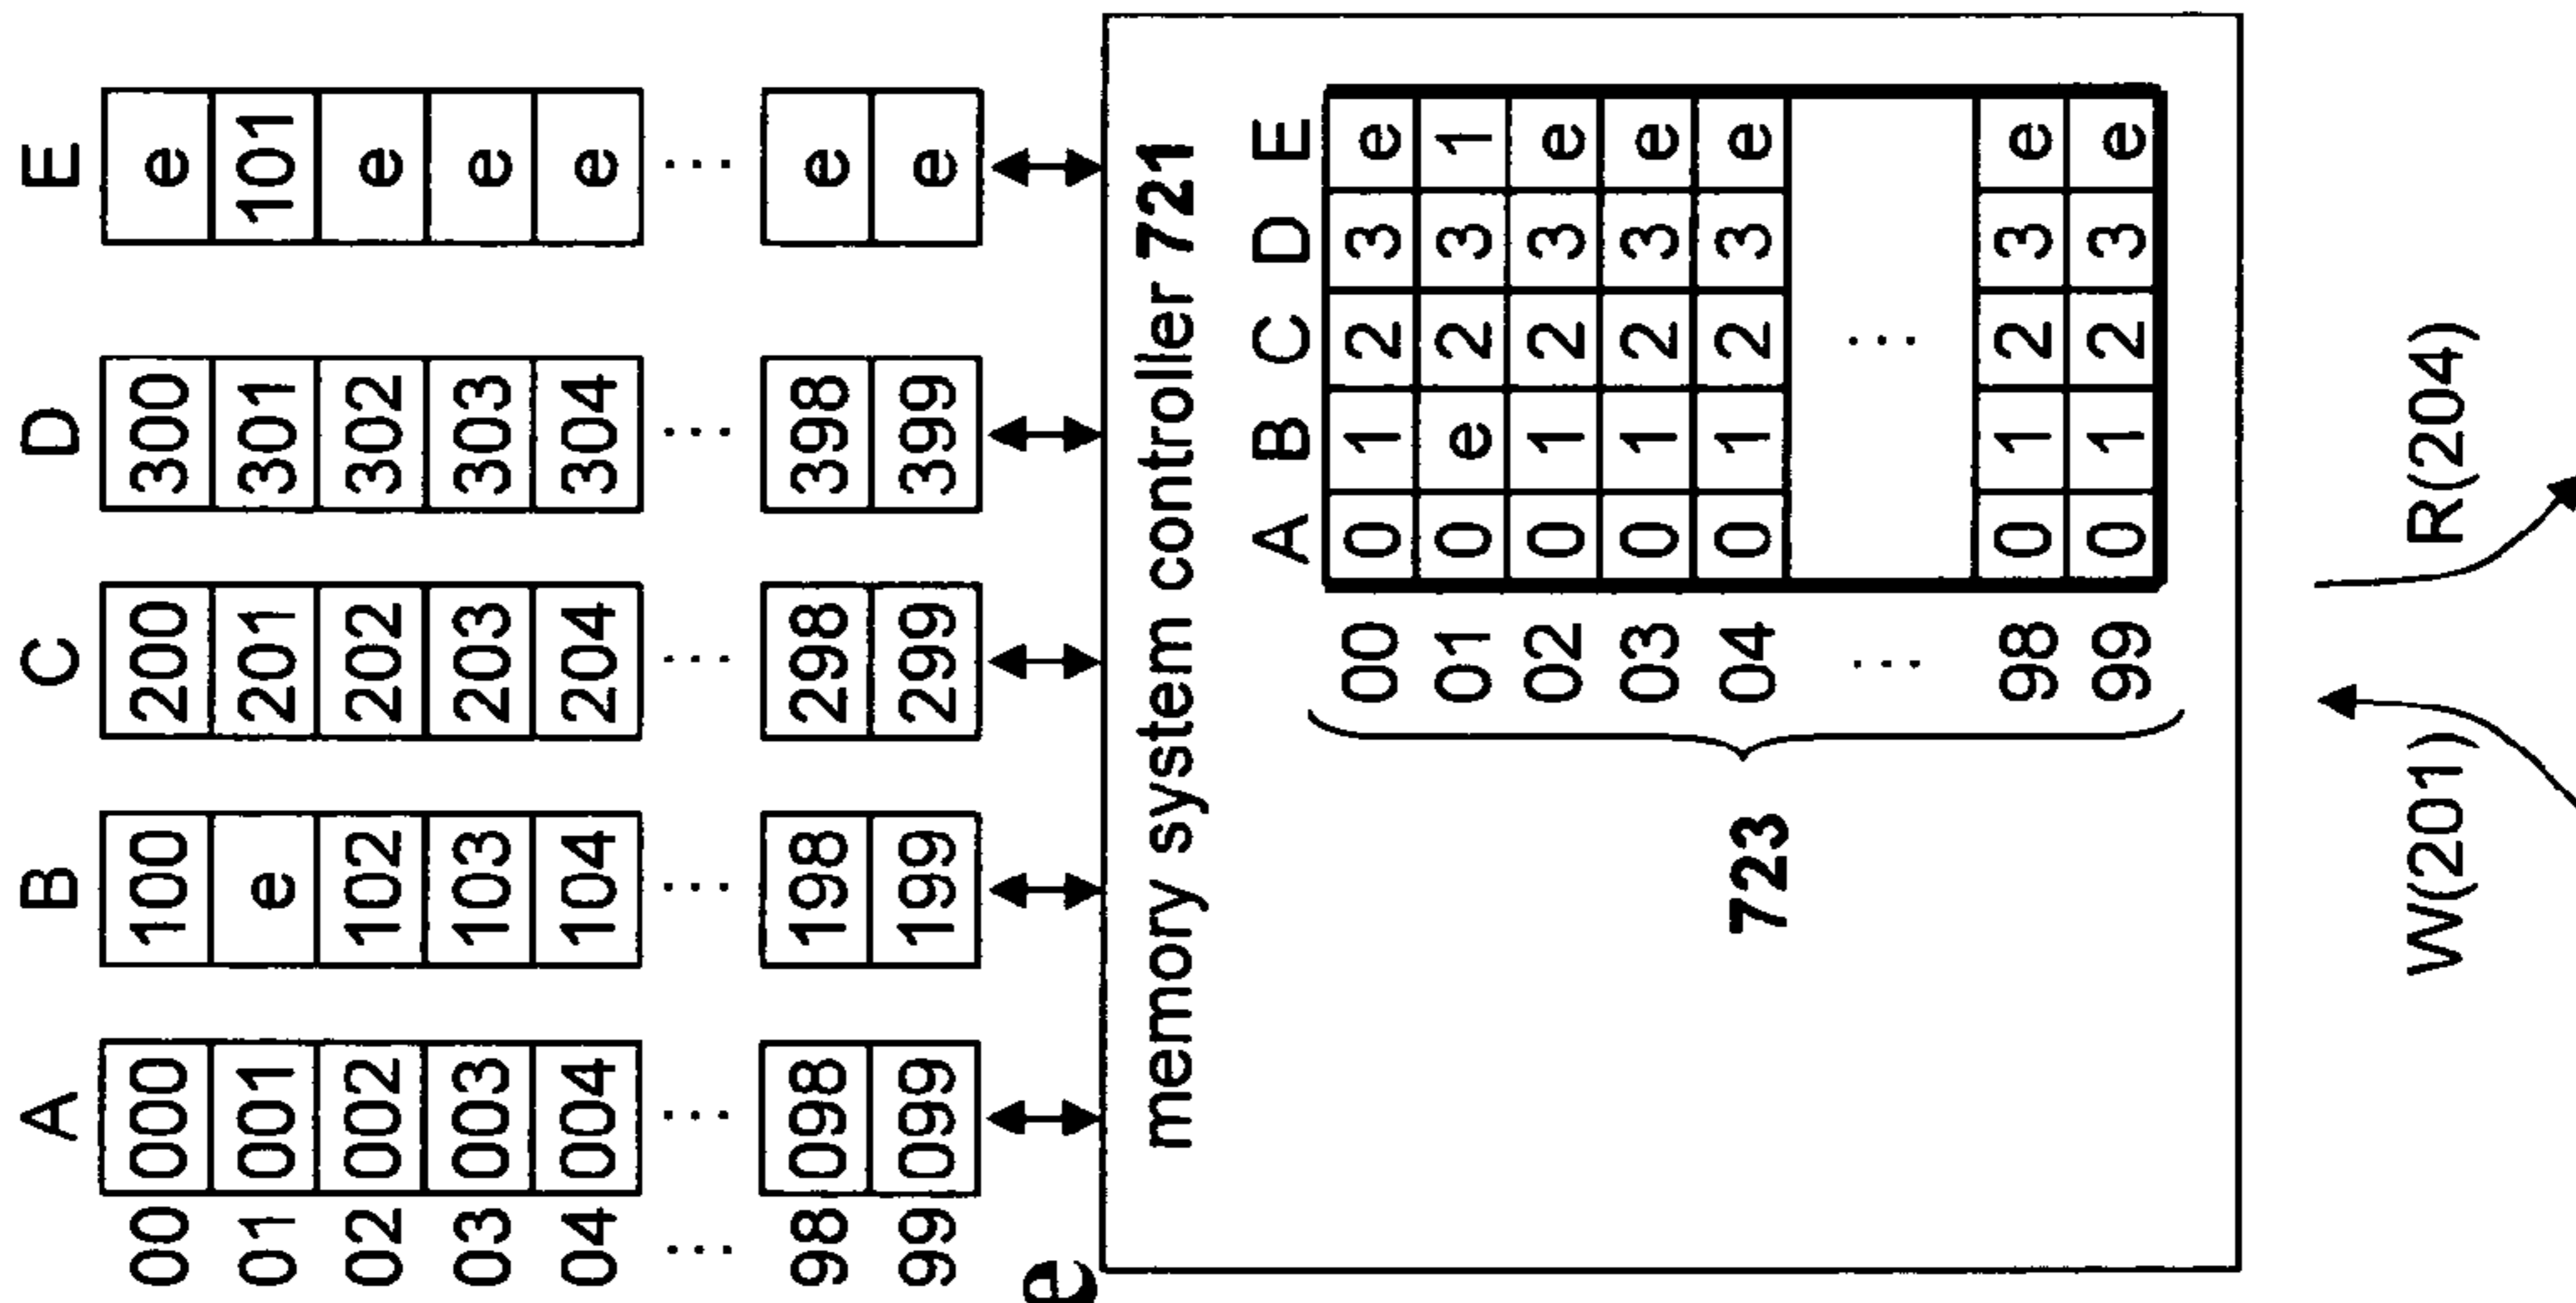 A B C D E
00 000 100 200 300 e
01 001 e 201 301 101
02 002 102 202 302 e
03 003 103 203 303 e
04 004 104 204 304 e
... ... ... ... ... ...
98 098 198 298 398 e
99 099 199 299 399 e
e
memory system controller 721
A B C D E
00 0 1 2 3 e
01 0 e 2 3 1
02 0 1 2 3 e
03 0 1 2 3 e
723 04 0 1 2 3 e
... ...
98 0 1 2 3 e
99 0 1 2 3 e
W(201) R(204)